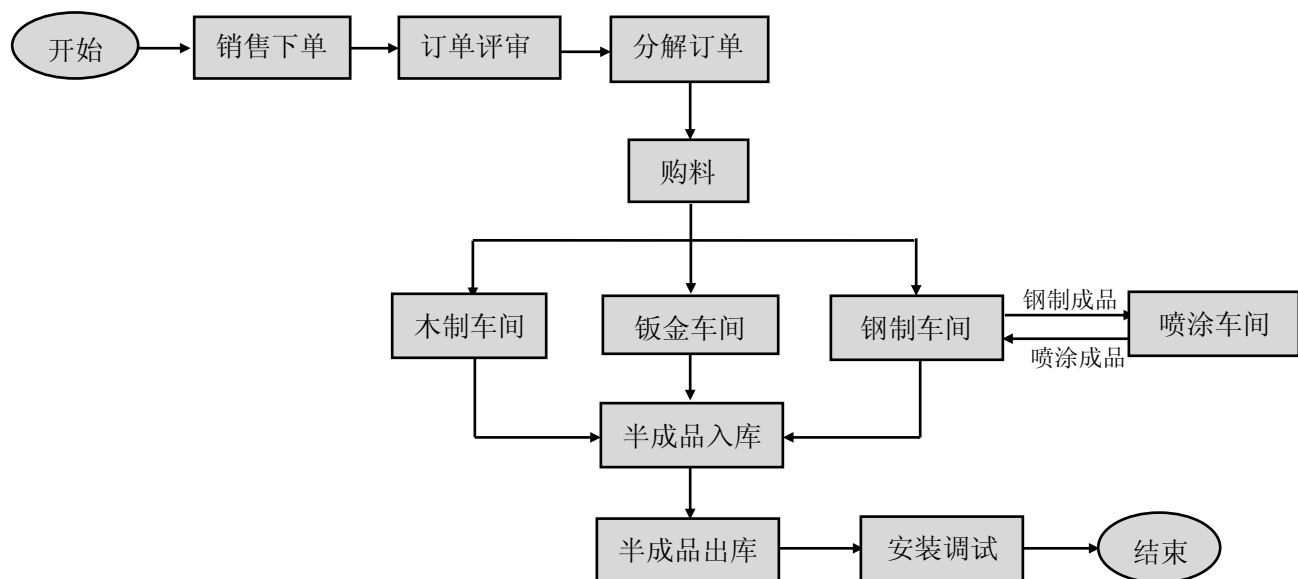 开始
销售下单
订单评审
分解订单
购料
木制车间
钣金车间
钢制车间
钢制成品
喷涂成品
喷涂车间
半成品入库
半成品出库
安装调试
结束